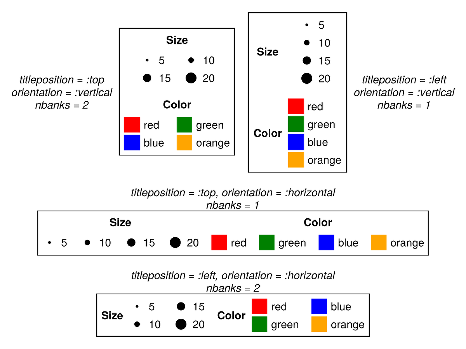 titleposition = :top
orientation = :vertical
nbanks = 2
Size
5 10
15 20
Color
red green
blue orange
Size
5
10
15
20
Color
red
green
blue
orange
titleposition = :left
orientation = :vertical
nbanks = 1
titleposition = :top, orientation = :horizontal
nbanks = 1
Size Color
5 10 15 20 red green blue orange
titleposition = :left, orientation = :horizontal
nbanks = 2
Size 5 15 Color red blue
10 20 green orange